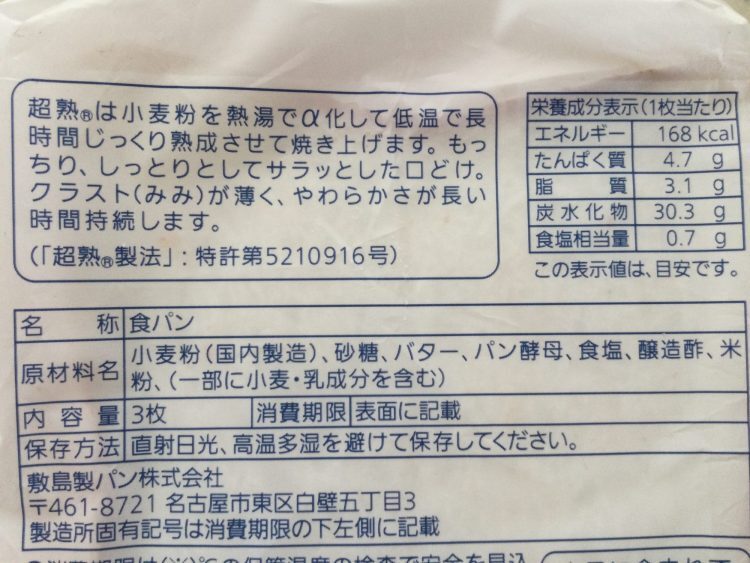 超熟®は小麦粉を熱湯でα化して低温で長
時間じっくり熟成させて焼き上げます。もっ
ちり、しっとりとしてサラッとした口どけ。
クラスト(みみ)が薄く、やわらかさが長い
時間持続します。
(「超熟®製法」:特許第5210916号)
栄養成分表示(1枚当たり)
エネルギー 168 kcal
たんぱく質 4.7 g
脂質 3.1 g
炭水化物 30.3 g
食塩相当量 0.7 g
この表示値は、目安です。
名称 食パン
原材料名 小麦粉(国内製造)、砂糖、バター、パン酵母、食塩、醸造酢、米
粉、(一部に小麦・乳成分を含む)
内容量 3枚 消費期限 表面に記載
保存方法 直射日光、高温多湿を避けて保存してください。
敷島製パン株式会社
〒461-8721 名古屋市東区白壁五丁目3
製造所固有記号は消費期限の下左側に記載